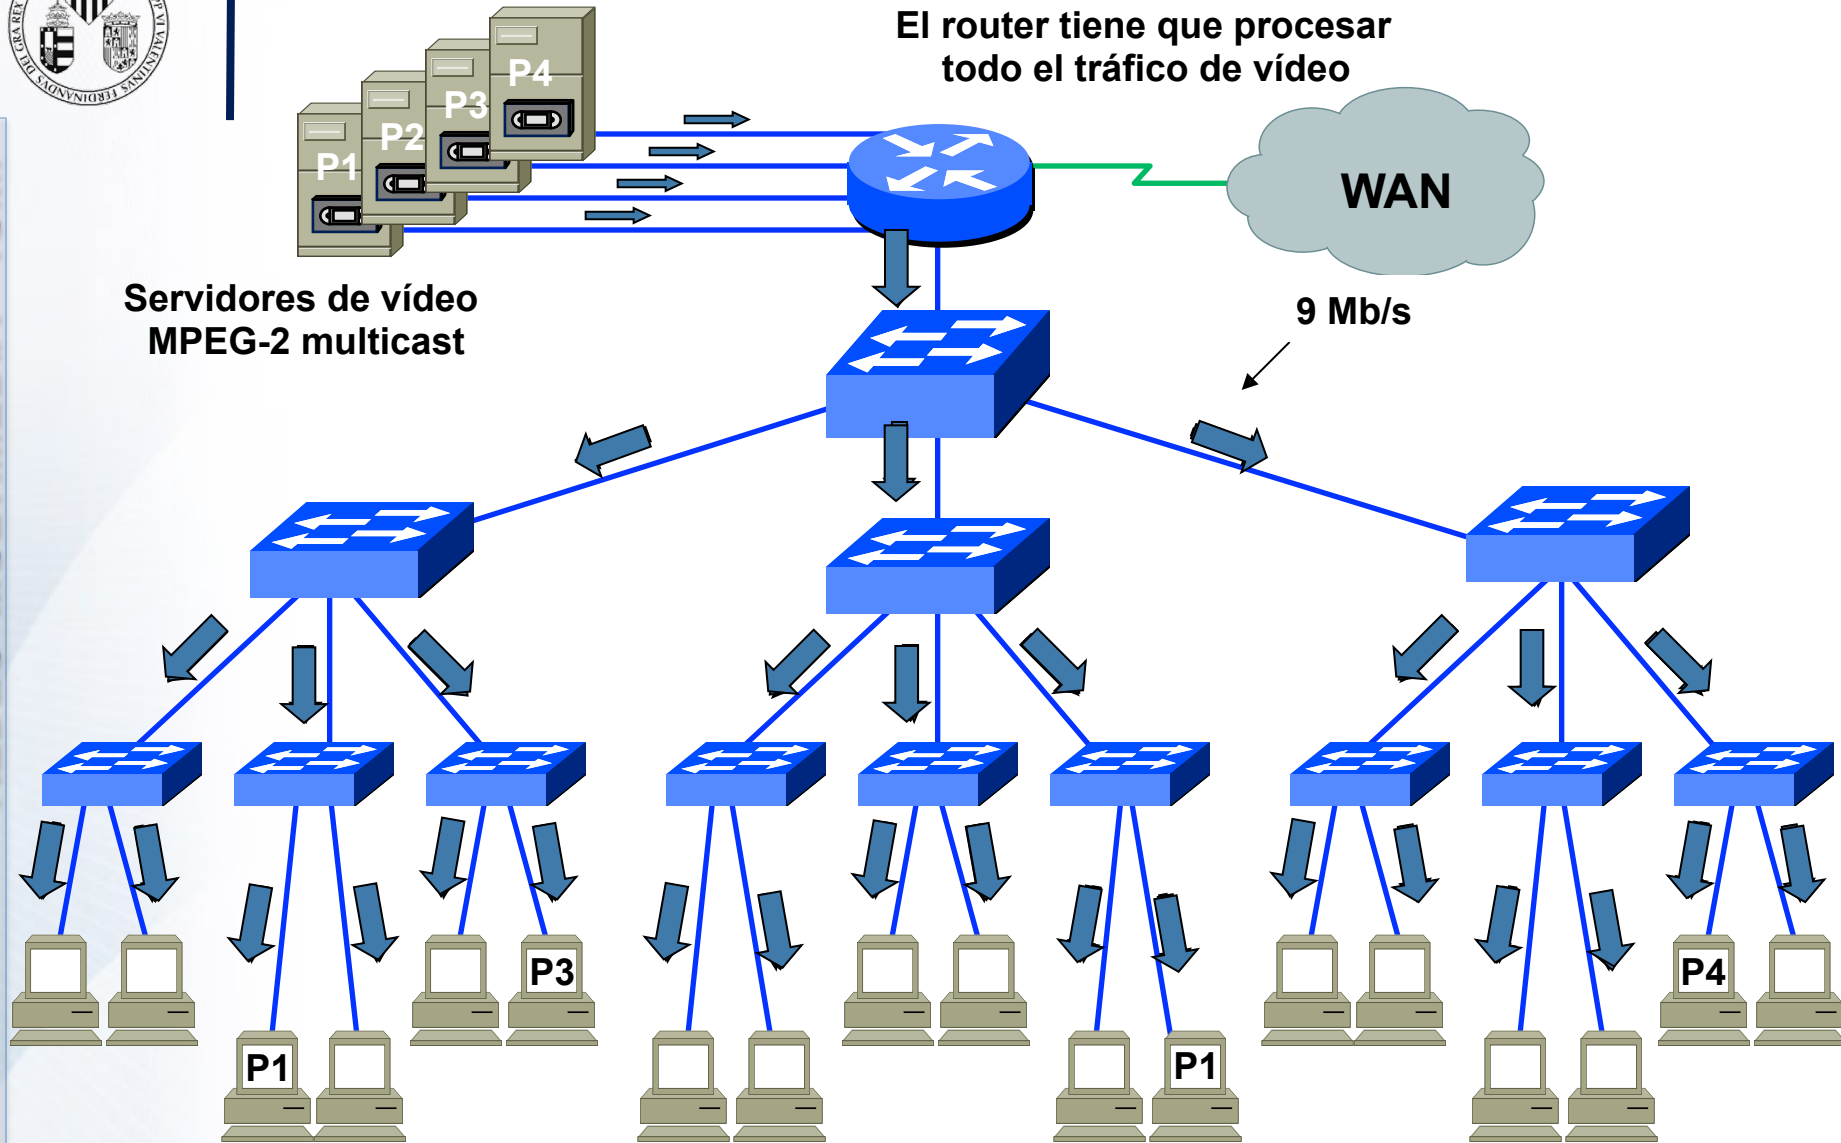 El router tiene que procesar
todo el tráfico de vídeo
P4
P3
P2
P1
WAN
Servidores de vídeo
MPEG-2 multicast
9 Mb/s
P3
P4
P1
P1